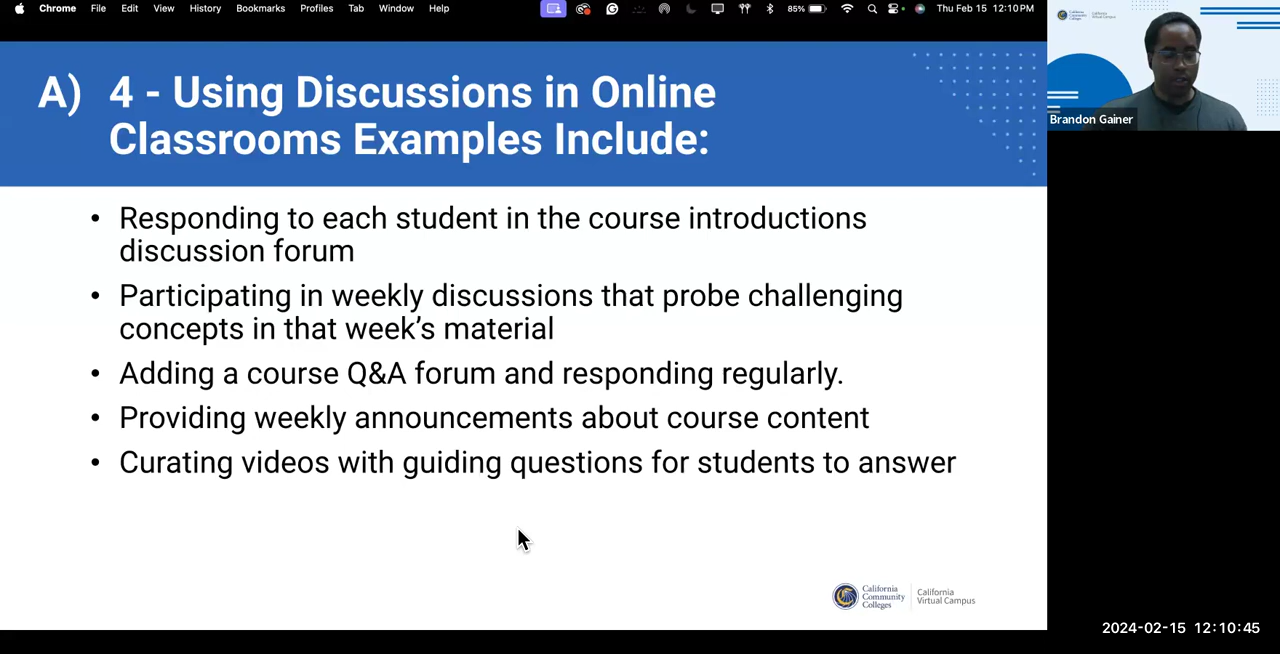 Chrome File Edit View History Bookmarks Profiles Tab Window Help 85% Thu Feb 15 12:10 PM
A) 4 - Using Discussions in Online
Classrooms Examples Include:
• Responding to each student in the course introductions
discussion forum
• Participating in weekly discussions that probe challenging
concepts in that week's material
• Adding a course Q&A forum and responding regularly.
• Providing weekly announcements about course content
• Curating videos with guiding questions for students to answer
California
Community
Colleges
California
Virtual Campus
Brandon Gainer
2024-02-15 12:10:45